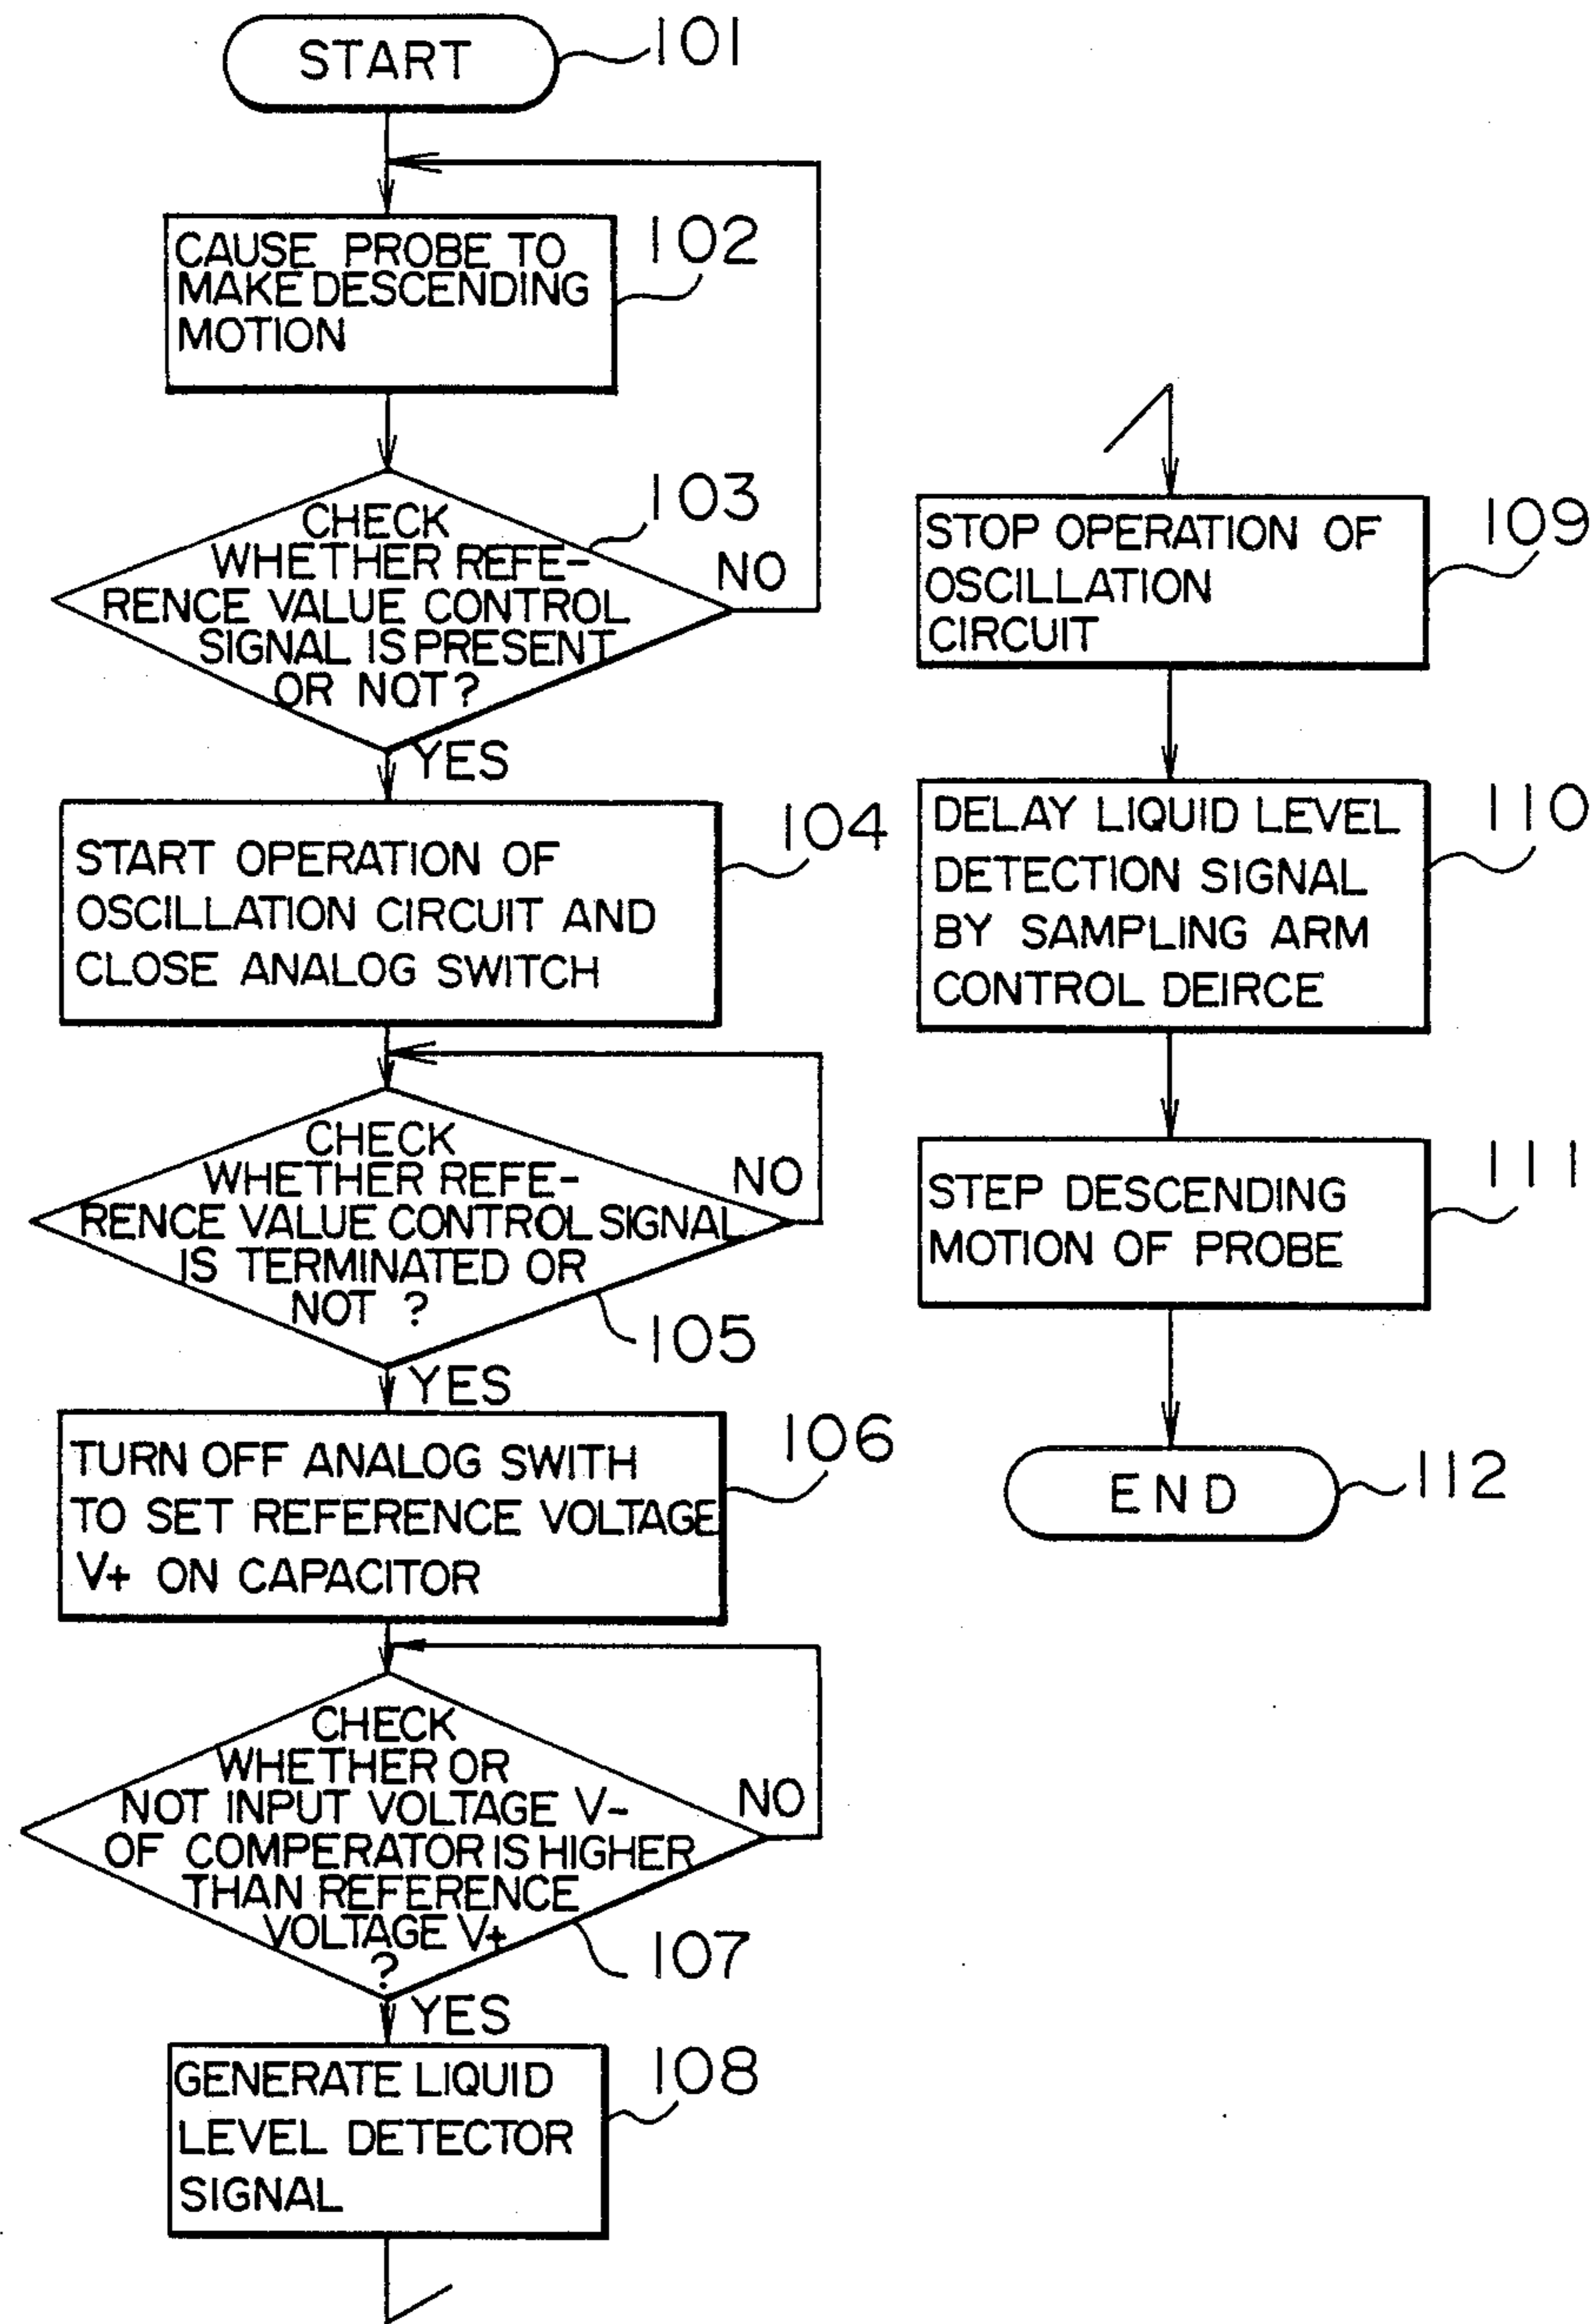 START
101
CAUSE PROBE TO
MAKE DESCENDING
MOTION
102
CHECK
WHETHER REFE-
RENCE VALUE CONTROL
SIGNAL IS PRESENT
OR NOT?
103
NO
YES
START OPERATION OF
OSCILLATION CIRCUIT AND
CLOSE ANALOG SWITCH
104
CHECK
WHETHER REFE-
RENCE VALUE CONTROL SIGNAL
IS TERMINATED OR
NOT ?
NO
105
YES
TURN OFF ANALOG SWITH
TO SET REFERENCE VOLTAGE
V+ ON CAPACITOR
106
CHECK
WHETHER OR
NOT INPUT VOLTAGE V-
OF COMPERATOR IS HIGHER
THAN REFERENCE
VOLTAGE V+
?
NO
107
YES
GENERATE LIQUID
LEVEL DETECTOR
SIGNAL
108
STOP OPERATION OF
OSCILLATION
CIRCUIT
109
DELAY LIQUID LEVEL
DETECTION SIGNAL
BY SAMPLING ARM
CONTROL DEIRCE
110
STEP DESCENDING
MOTION OF PROBE
111
END
112